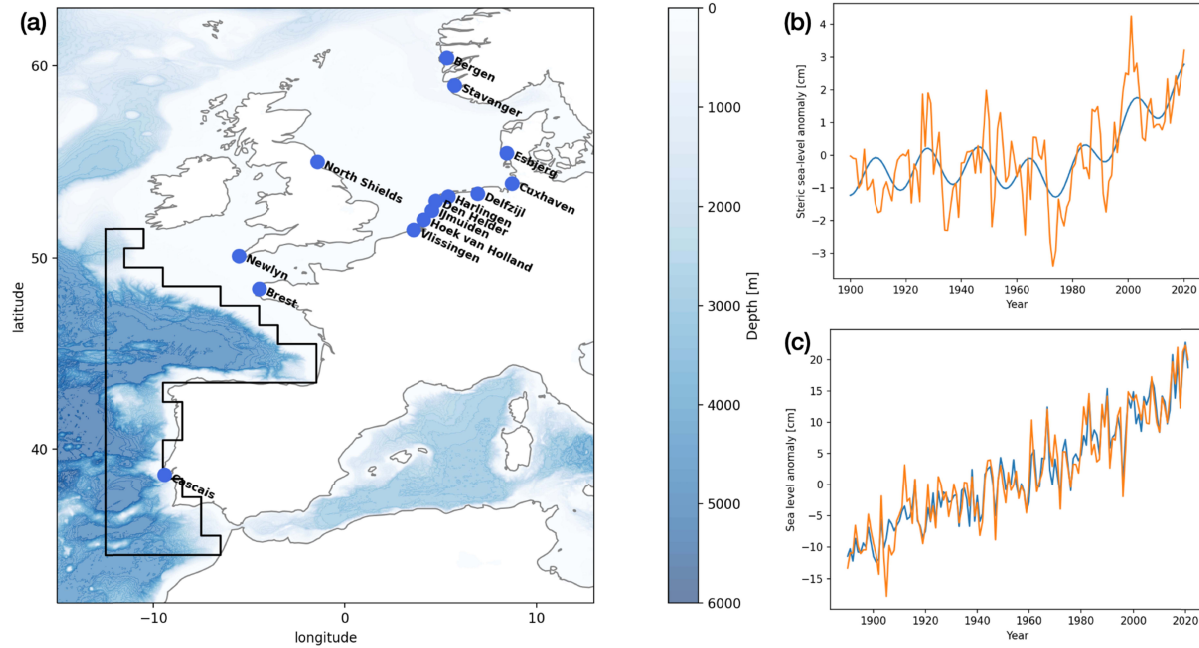 (a)
60
50
40
latitude
−10
0
10
longitude
Bergen
Stavanger
Esbjerg
North Shields
Cuxhaven
Delfzijl
Harlingen
Den Helder
IJmuiden
Hoek van Holland
Vlissingen
Newlyn
Brest
Cascais
0
1000
2000
3000
4000
5000
6000
Depth [m]
(b)
4
3
2
1
0
−1
−2
−3
Steric sea-level anomaly [cm]
1900
1920
1940
1960
1980
2000
2020
Year
(c)
20
15
10
5
0
−5
−10
−15
Sea level anomaly [cm]
1900
1920
1940
1960
1980
2000
2020
Year